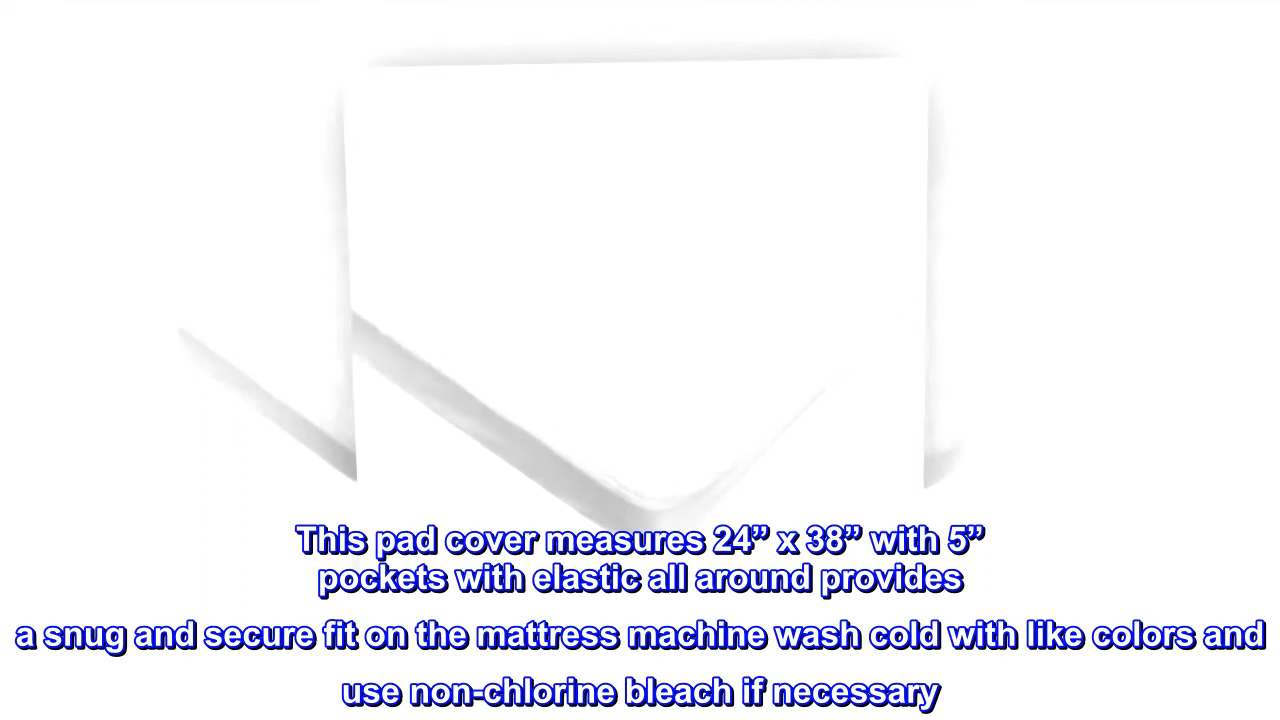 This pad cover measures 24” x 38” with 5”
pockets with elastic all around provides
a snug and secure fit on the mattress machine wash cold with like colors and
use non-chlorine bleach if necessary